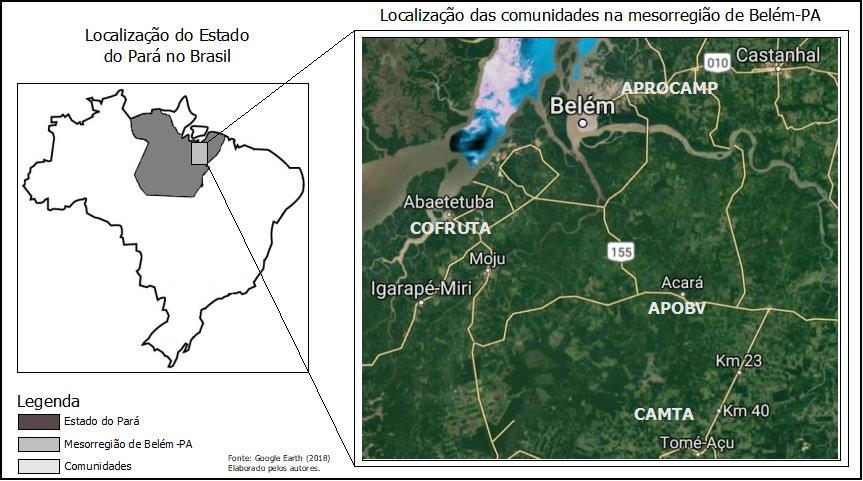 Localização do Estado
do Pará no Brasil
Localização das comunidades na mesorregião de Belém-PA
010
Castanhal
APROCAMP
Belém
Abaetetuba
COFRUTA
155
Moju
Igarapé-Miri
Acará
APOBV
Km 23
Km 40
CAMTA
Tomé-Açu
Legenda
Estado do Pará
Mesorregião de Belém -PA
Comunidades
Fonte: Google Earth (2018)
Elaborado pelos autores.